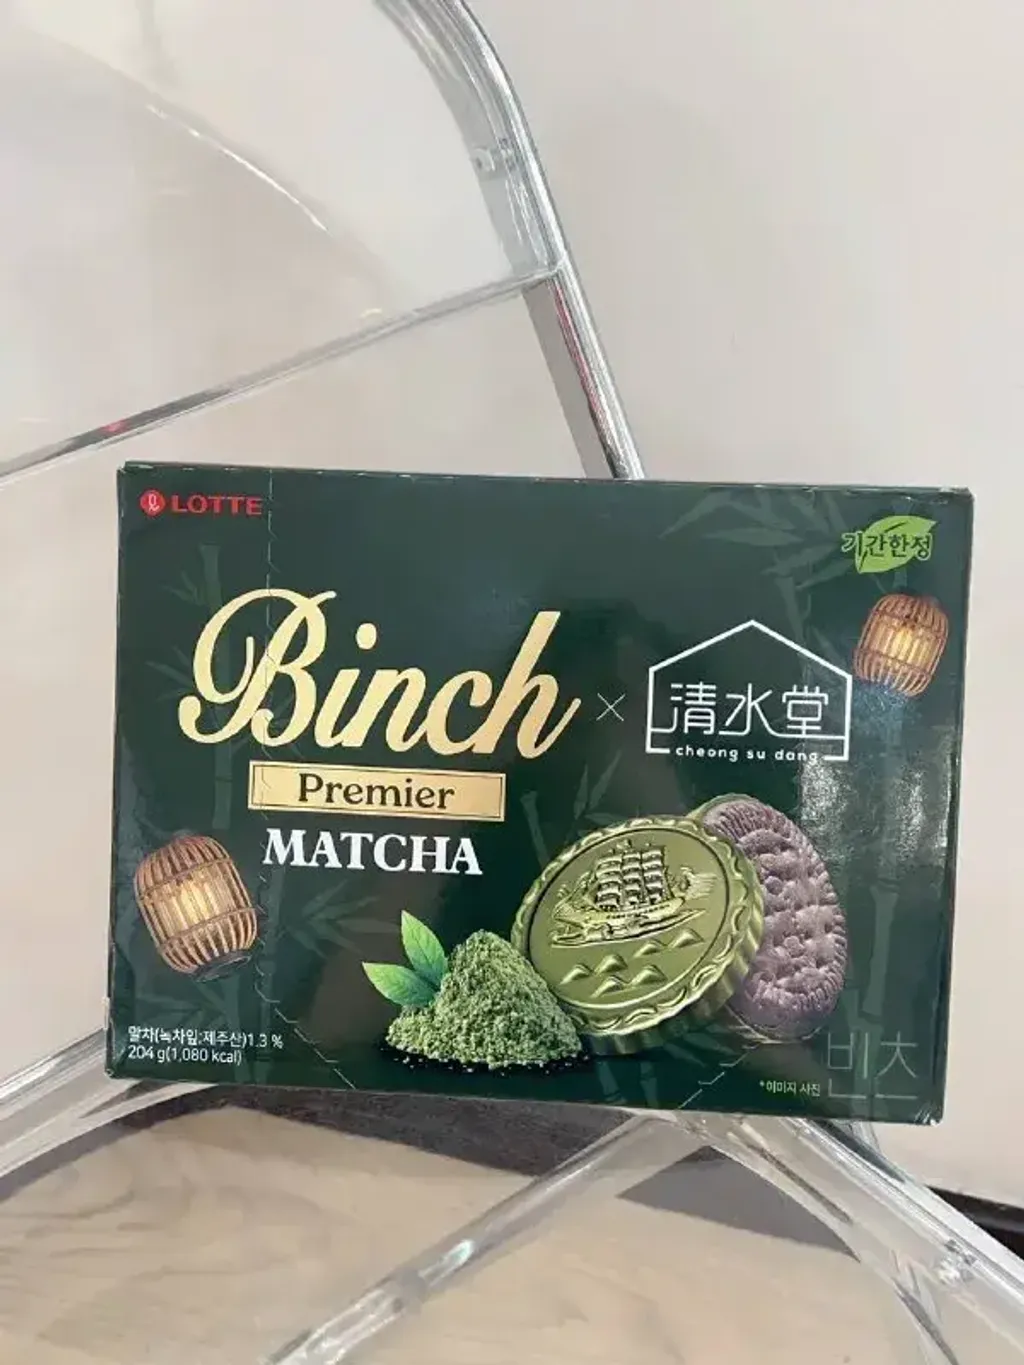 LOTTE
기간한정
Binch
×
清水堂
cheong su dang
Premier
MATCHA
말차(녹차잎:제주산)1.3 %
204 g(1,080 kcal)
빈츠
*이미지 사진